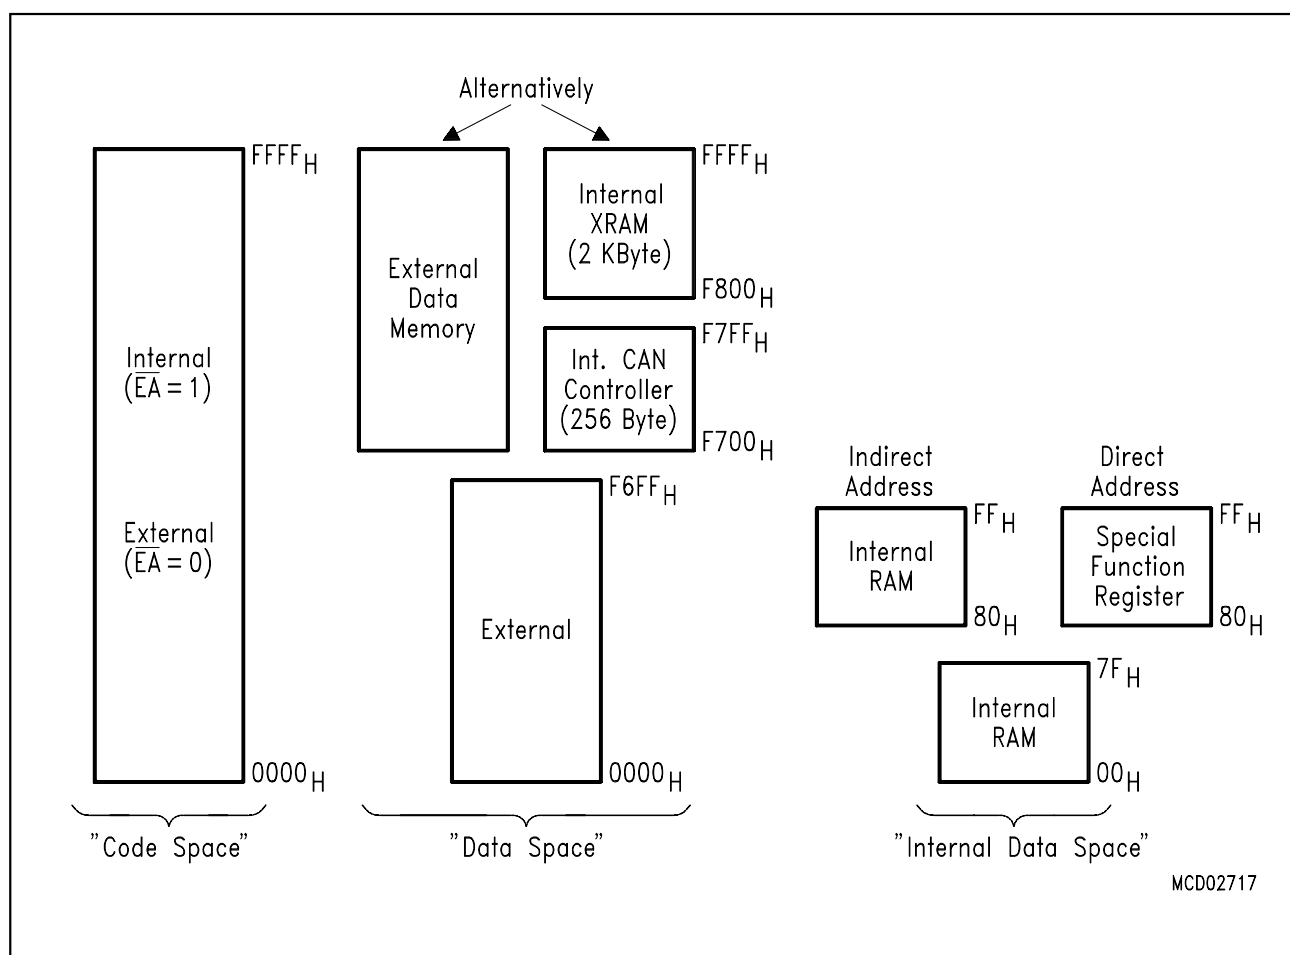 Alternatively
FFFFH
Internal
(EA = 1)
External
(EA = 0)
0000H
"Code Space"
External
Data
Memory
Internal
XRAM
(2 KByte)
FFFFH
F800H
Int. CAN
Controller
(256 Byte)
F7FFH
F700H
F6FFH
External
0000H
"Data Space"
Indirect
Address
Internal
RAM
FFH
80H
Direct
Address
Special
Function
Register
FFH
80H
Internal
RAM
7FH
00H
"Internal Data Space"
MCD02717